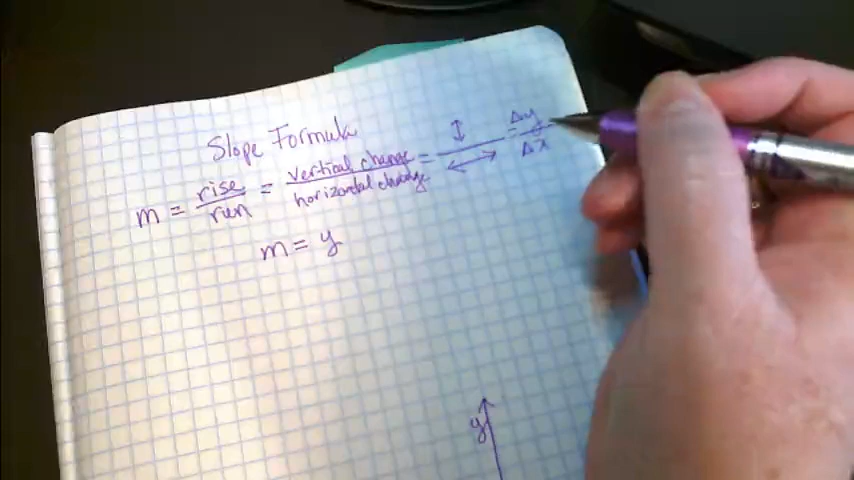 Slope Formula
m = rise/run = vertical change/horizontal change = ↕/↔ = Δy/Δx
m = y
y